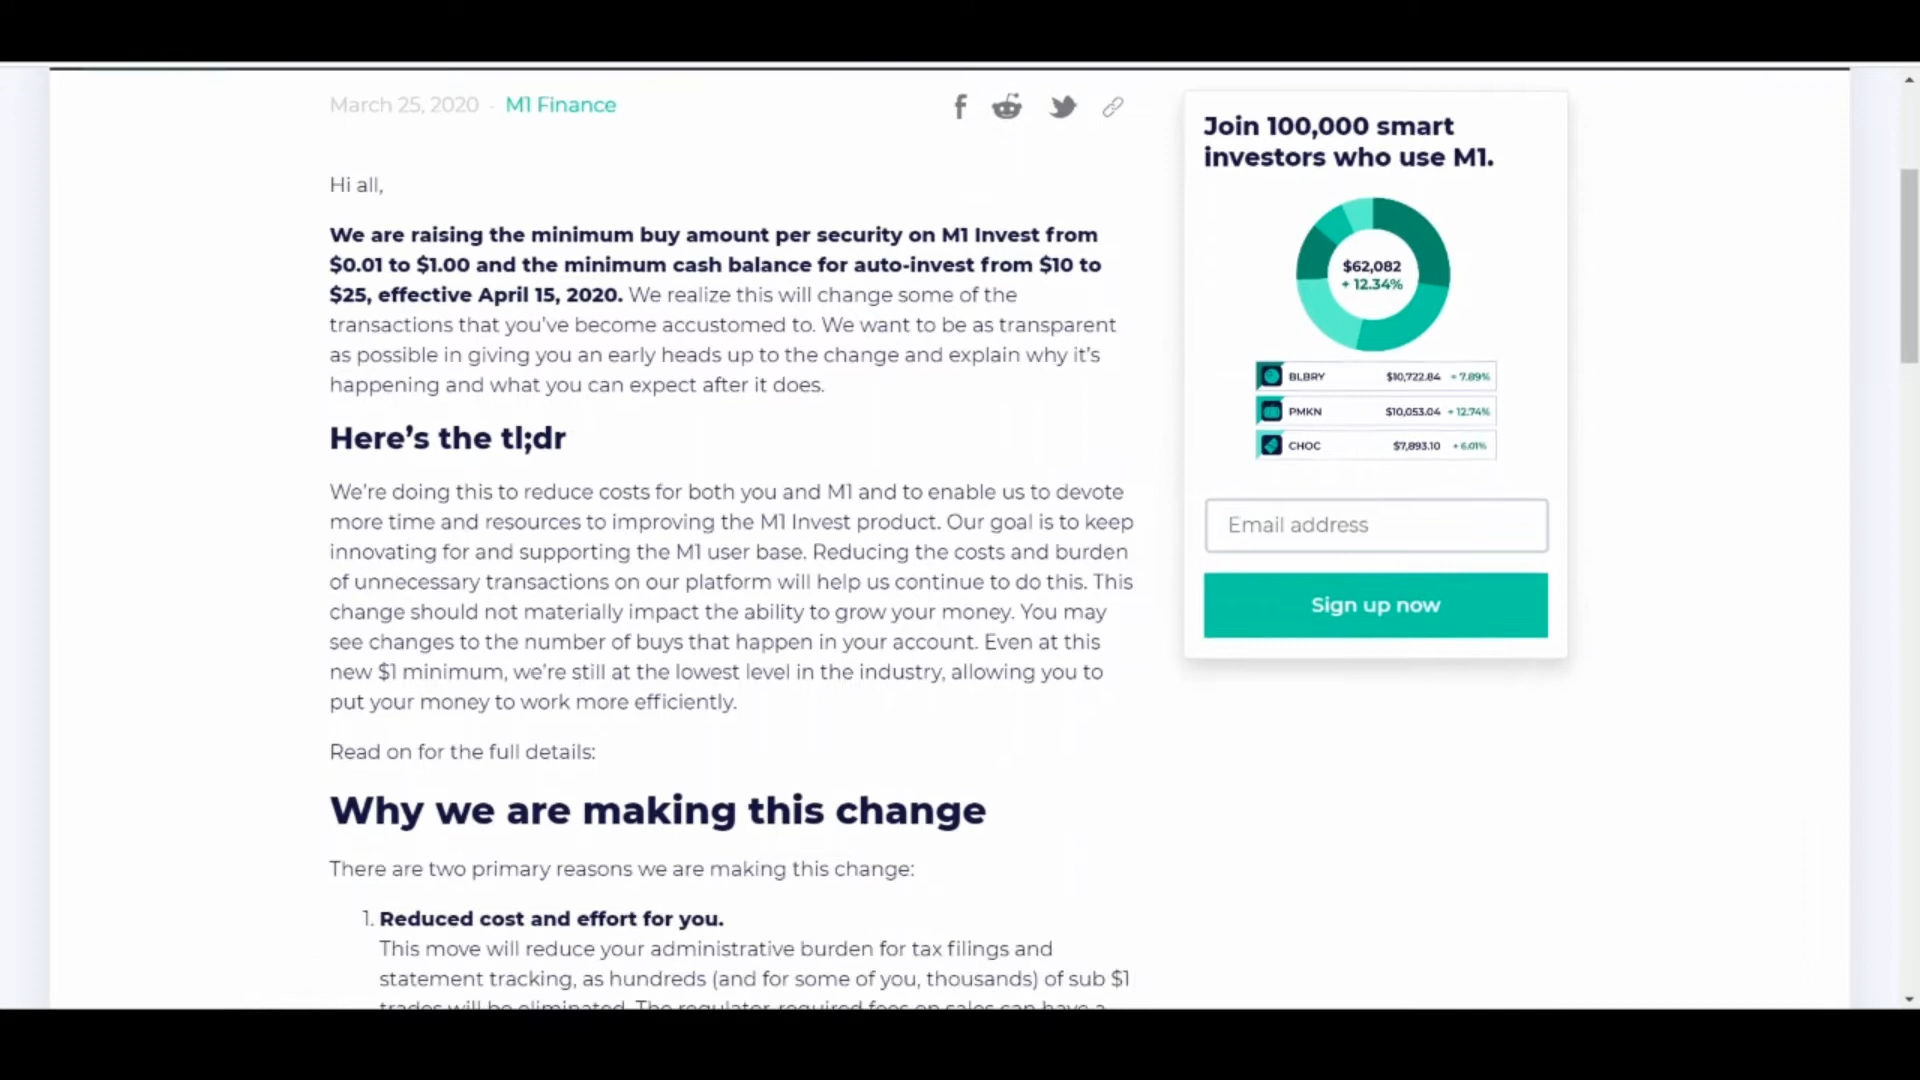 March 25, 2020 · M1 Finance
Hi all,
We are raising the minimum buy amount per security on M1 Invest from
$0.01 to $1.00 and the minimum cash balance for auto-invest from $10 to
$25, effective April 15, 2020. We realize this will change some of the
transactions that you've become accustomed to. We want to be as transparent
as possible in giving you an early heads up to the change and explain why it's
happening and what you can expect after it does.
Here's the tl;dr
We're doing this to reduce costs for both you and M1 and to enable us to devote
more time and resources to improving the M1 Invest product. Our goal is to keep
innovating for and supporting the M1 user base. Reducing the costs and burden
of unnecessary transactions on our platform will help us continue to do this. This
change should not materially impact the ability to grow your money. You may
see changes to the number of buys that happen in your account. Even at this
new $1 minimum, we're still at the lowest level in the industry, allowing you to
put your money to work more efficiently.
Read on for the full details:
Why we are making this change
There are two primary reasons we are making this change:
1. Reduced cost and effort for you.
This move will reduce your administrative burden for tax filings and
statement tracking, as hundreds (and for some of you, thousands) of sub $1
trades will be eliminated. The regulator-required fees on sales can have a
Join 100,000 smart
investors who use M1.
$62,082
+ 12.34%
BLBRY $10,722.84 + 7.89%
PMKN $10,053.04 + 12.74%
CHOC $7,893.10 + 6.01%
Email address
Sign up now